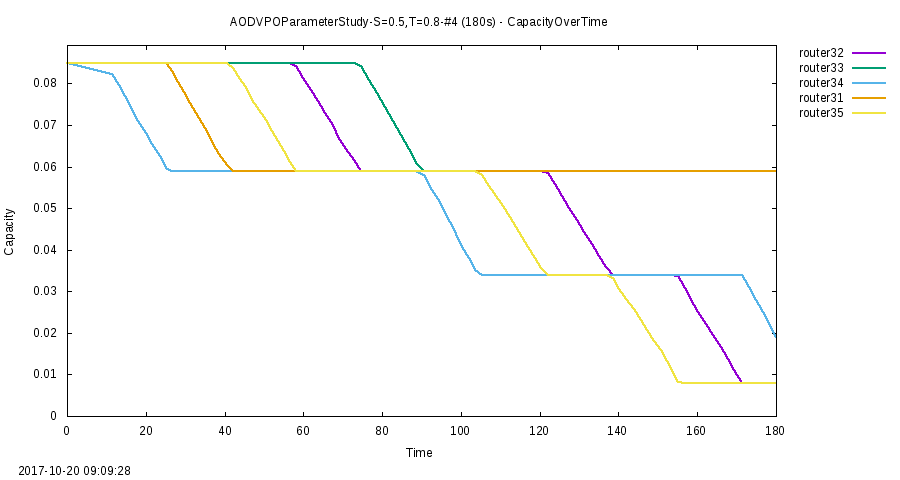 AODVPOParameterStudy-S=0.5,T=0.8-#4 (180s) - CapacityOverTime
router32
router33
router34
router31
router35
0.08
0.07
0.06
0.05
0.04
0.03
0.02
0.01
0
Capacity
0 20 40 60 80 100 120 140 160 180
Time
2017-10-20 09:09:28